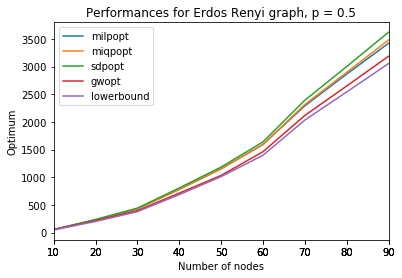 Performances for Erdos Renyi graph, p = 0.5
milpopt
miqpopt
sdpopt
gwopt
lowerbound
3500
3000
2500
2000
1500
1000
500
0
Optimum
10 20 30 40 50 60 70 80 90
Number of nodes